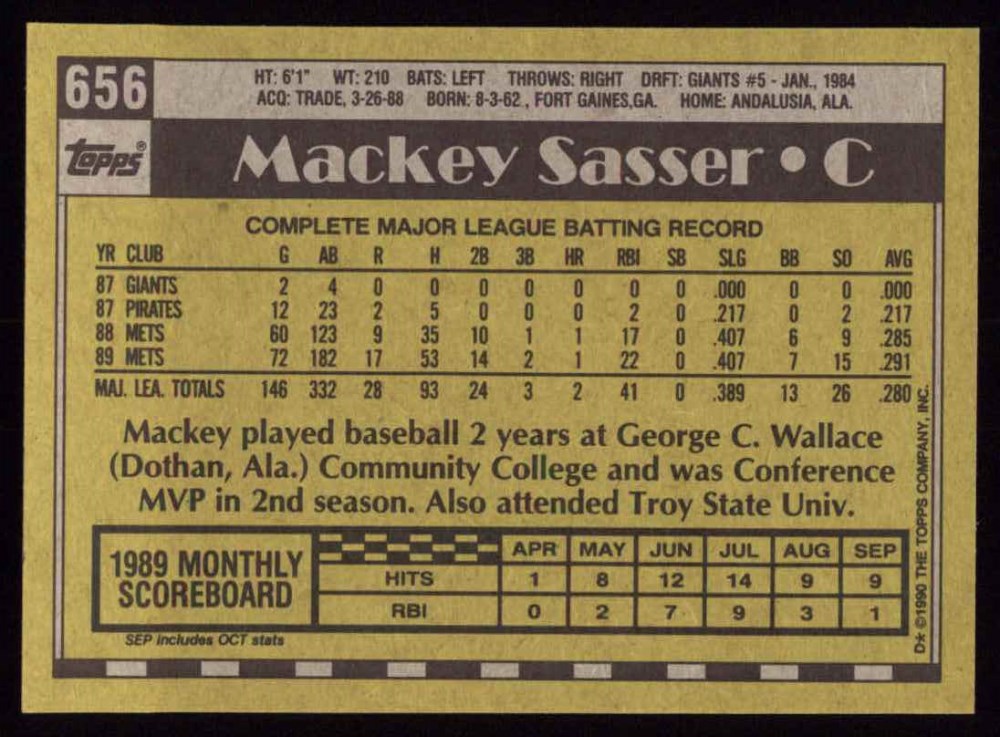 656
HT: 6'1" WT: 210 BATS: LEFT THROWS: RIGHT DRFT: GIANTS #5 - JAN., 1984
ACQ: TRADE, 3-26-88 BORN: 8-3-62 , FORT GAINES,GA. HOME: ANDALUSIA, ALA.
topps®
Mackey Sasser • C
COMPLETE MAJOR LEAGUE BATTING RECORD
YR CLUB G AB R H 2B 3B HR RBI SB SLG BB SO AVG
87 GIANTS 2 4 0 0 0 0 0 0 0 .000 0 0 .000
87 PIRATES 12 23 2 5 0 0 0 2 0 .217 0 2 .217
88 METS 60 123 9 35 10 1 1 17 0 .407 6 9 .285
89 METS 72 182 17 53 14 2 1 22 0 .407 7 15 .291
MAJ. LEA. TOTALS 146 332 28 93 24 3 2 41 0 .389 13 26 .280
Mackey played baseball 2 years at George C. Wallace
(Dothan, Ala.) Community College and was Conference
MVP in 2nd season. Also attended Troy State Univ.
1989 MONTHLY
SCOREBOARD
APR MAY JUN JUL AUG SEP
HITS 1 8 12 14 9 9
RBI 0 2 7 9 3 1
SEP includes OCT stats
D* ©1990 THE TOPPS COMPANY, INC.